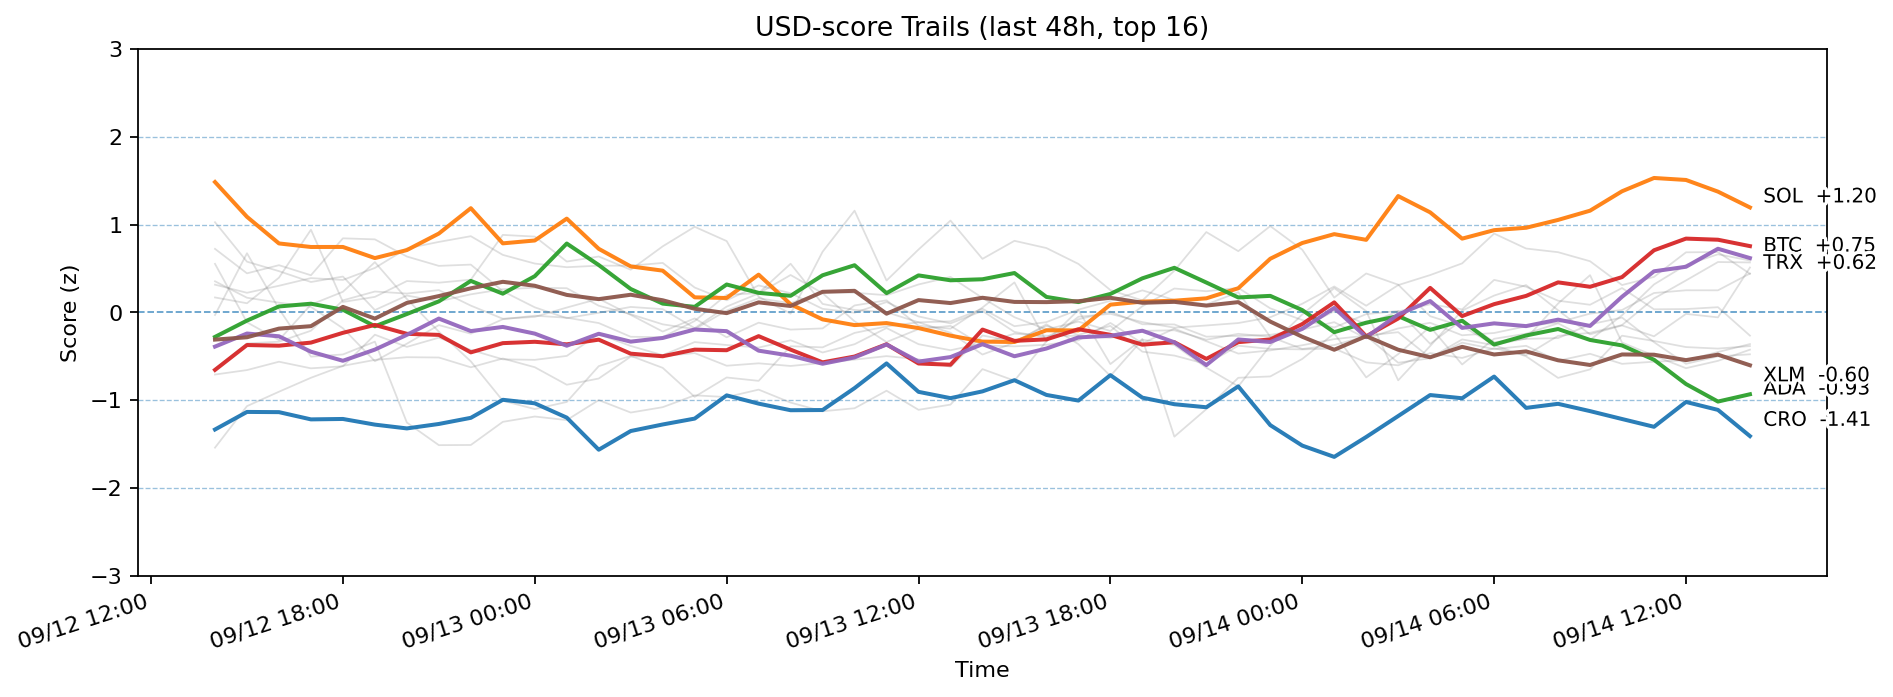 USD-score Trails (last 48h, top 16)
3
2
1
0
−1
−2
−3
Score (z)
SOL +1.20
BTC +0.75
TRX +0.62
XLM -0.60
ADA -0.93
CRO -1.41
09/12 12:00
09/12 18:00
09/13 00:00
09/13 06:00
09/13 12:00
09/13 18:00
09/14 00:00
09/14 06:00
09/14 12:00
Time